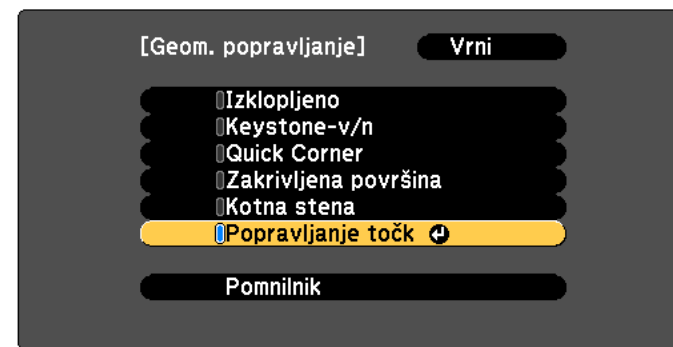 [Geom. popravljanje] Vrni
Izklopljeno
Keystone-v/n
Quick Corner
Zakrivljena površina
Kotna stena
Popravljanje točk
Pomnilnik